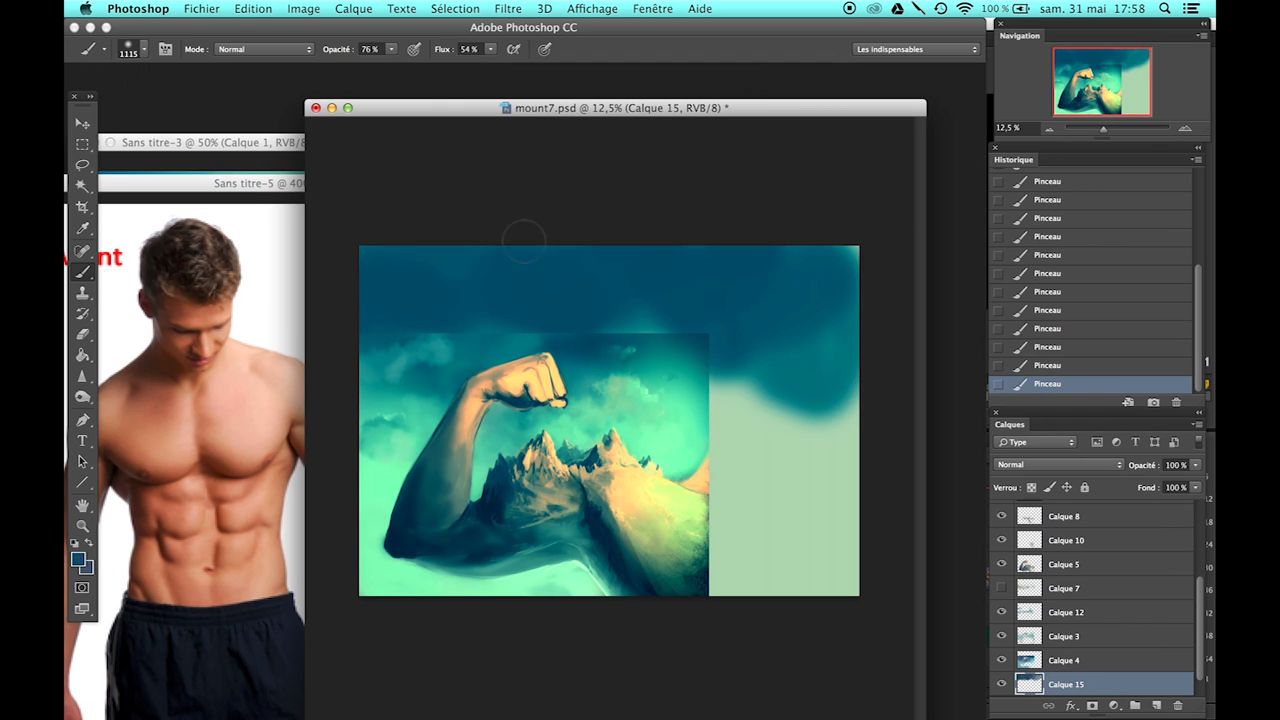 Photoshop Fichier Edition Image Calque Texte Sélection Filtre 3D Affichage Fenêtre Aide 100 % sam. 31 mai 17:58
Adobe Photoshop CC
1115 Mode : Normal Opacité : 76 % Flux : 54 % Les indispensables
Navigation
12,5 %
mount7.psd @ 12,5% (Calque 15, RVB/8) *
Sans titre-3 @ 50% (Calque 1, RVB/8
Sans titre-5 @ 40
nt
Historique
Pinceau
Pinceau
Pinceau
Pinceau
Pinceau
Pinceau
Pinceau
Pinceau
Pinceau
Pinceau
Pinceau
Pinceau
Calques
Type
Normal Opacité : 100 %
Verrou : Fond : 100 %
Calque 8
Calque 10
Calque 5
Calque 7
Calque 12
Calque 3
Calque 4
Calque 15